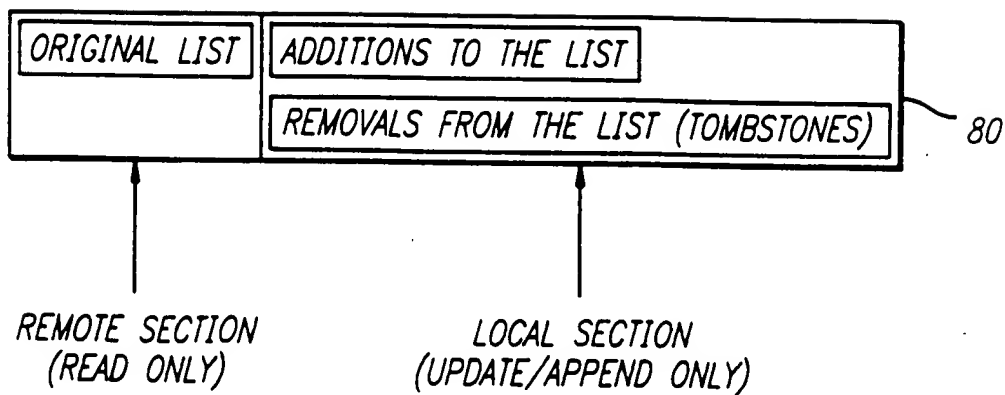 ORIGINAL LIST
ADDITIONS TO THE LIST
REMOVALS FROM THE LIST (TOMBSTONES)
80
REMOTE SECTION
(READ ONLY)
LOCAL SECTION
(UPDATE/APPEND ONLY)